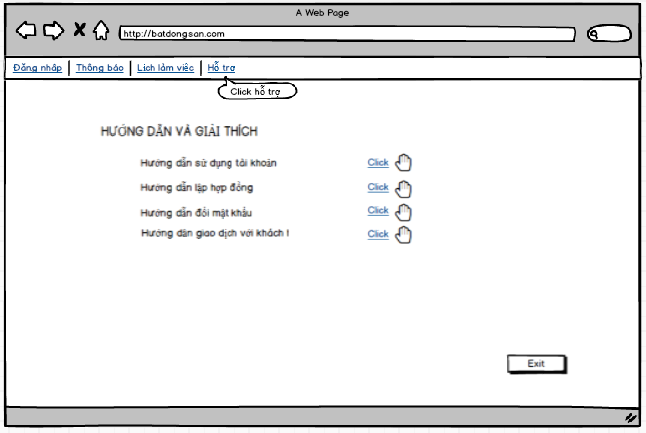 A Web Page
http://batdongsan.com
Đăng nhập Thông báo Lịch làm việc Hỗ trợ
Click hỗ trợ
HƯỚNG DẪN VÀ GIẢI THÍCH
Hướng dẫn sử dụng tài khoản Click
Hướng dẫn lập hợp đồng Click
Hướng dẫn đổi mật khẩu Click
Hướng dẫn giao dịch với khách Click
Exit